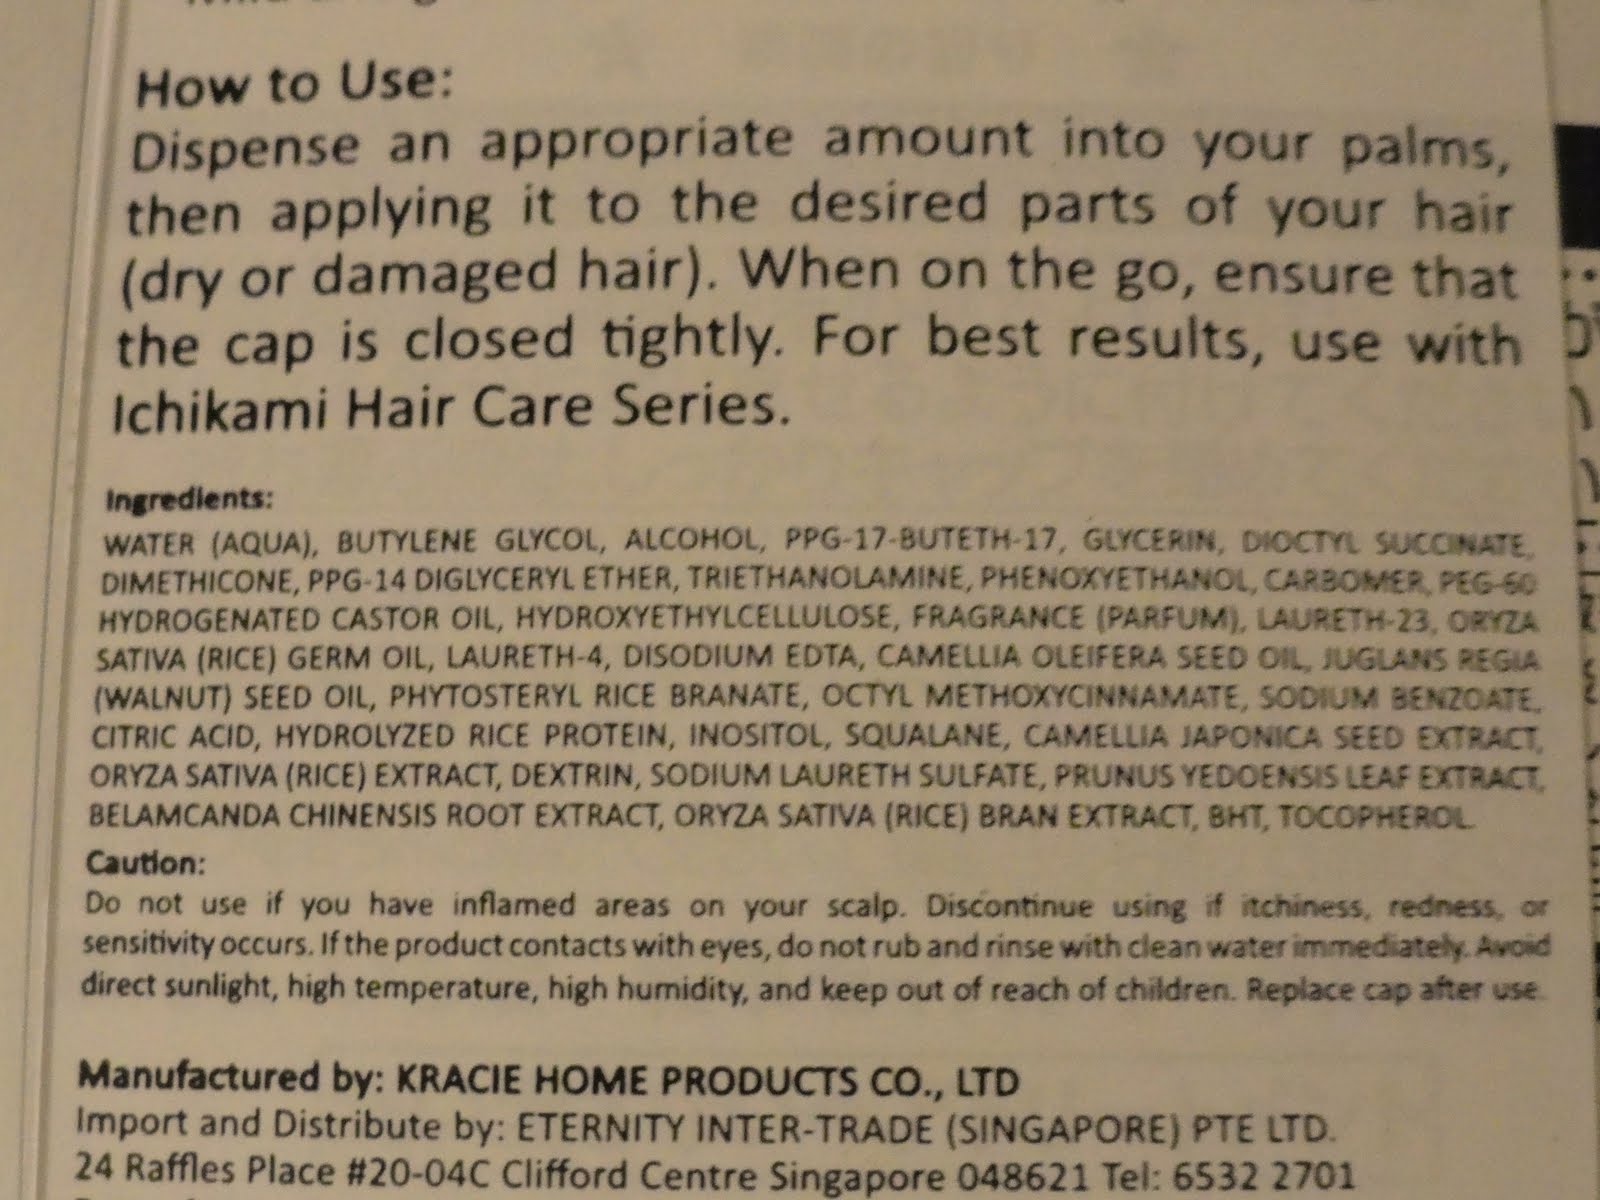 How to Use:
Dispense an appropriate amount into your palms,
then applying it to the desired parts of your hair
(dry or damaged hair). When on the go, ensure that
the cap is closed tightly. For best results, use with
Ichikami Hair Care Series.
Ingredients:
WATER (AQUA), BUTYLENE GLYCOL, ALCOHOL, PPG-17-BUTETH-17, GLYCERIN, DIOCTYL SUCCINATE,
DIMETHICONE, PPG-14 DIGLYCERYL ETHER, TRIETHANOLAMINE, PHENOXYETHANOL, CARBOMER, PEG-60
HYDROGENATED CASTOR OIL, HYDROXYETHYLCELLULOSE, FRAGRANCE (PARFUM), LAURETH-23, ORYZA
SATIVA (RICE) GERM OIL, LAURETH-4, DISODIUM EDTA, CAMELLIA OLEIFERA SEED OIL, JUGLANS REGIA
(WALNUT) SEED OIL, PHYTOSTERYL RICE BRANATE, OCTYL METHOXYCINNAMATE, SODIUM BENZOATE,
CITRIC ACID, HYDROLYZED RICE PROTEIN, INOSITOL, SQUALANE, CAMELLIA JAPONICA SEED EXTRACT,
ORYZA SATIVA (RICE) EXTRACT, DEXTRIN, SODIUM LAURETH SULFATE, PRUNUS YEDOENSIS LEAF EXTRACT,
BELAMCANDA CHINENSIS ROOT EXTRACT, ORYZA SATIVA (RICE) BRAN EXTRACT, BHT, TOCOPHEROL
Caution:
Do not use if you have inflamed areas on your scalp. Discontinue using if itchiness, redness, or
sensitivity occurs. If the product contacts with eyes, do not rub and rinse with clean water immediately. Avoid
direct sunlight, high temperature, high humidity, and keep out of reach of children. Replace cap after use.
Manufactured by: KRACIE HOME PRODUCTS CO., LTD
Import and Distribute by: ETERNITY INTER-TRADE (SINGAPORE) PTE LTD.
24 Raffles Place #20-04C Clifford Centre Singapore 048621 Tel: 6532 2701